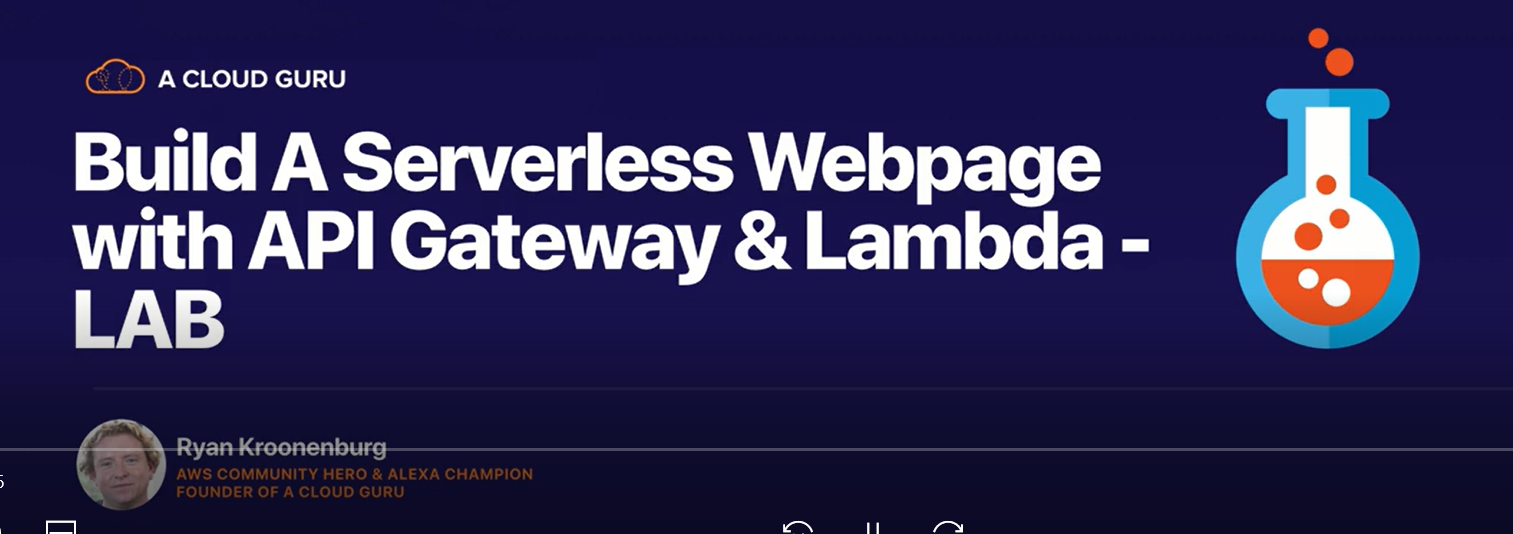 A CLOUD GURU
Build A Serverless Webpage
with API Gateway & Lambda -
LAB
Ryan Kroonenburg
AWS COMMUNITY HERO & ALEXA CHAMPION
FOUNDER OF A CLOUD GURU